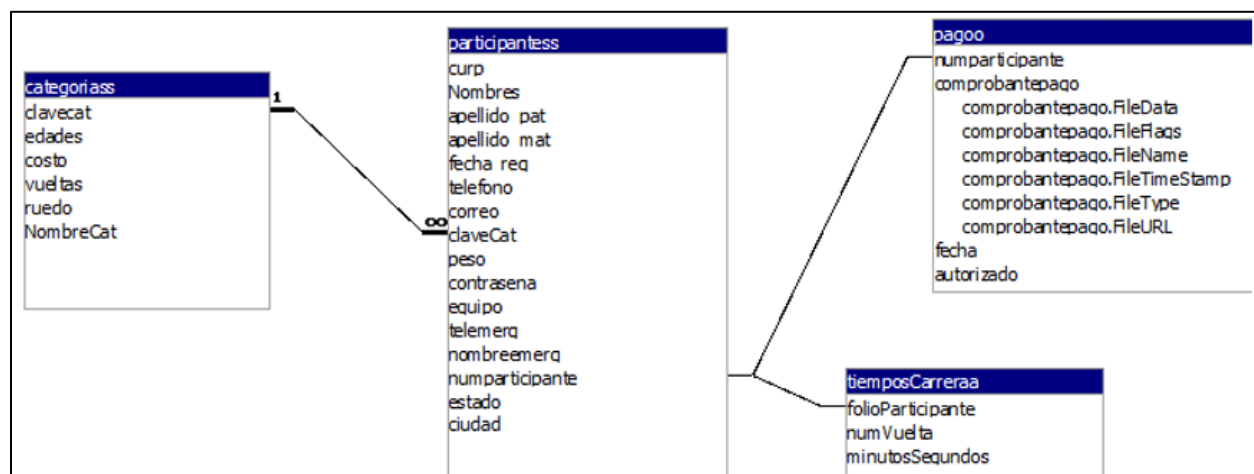 categoriass
clavecat
edades
costo
vueltas
ruedo
NombreCat
1
∞
participantess
curp
Nombres
apellido_pat
apellido_mat
fecha_reg
telefono
correo
claveCat
peso
contrasena
equipo
telemerg
nombreemerg
numparticipante
estado
ciudad
pagoo
numparticipante
comprobantepago
comprobantepago.FileData
comprobantepago.FileFlags
comprobantepago.FileName
comprobantepago.FileTimeStamp
comprobantepago.FileType
comprobantepago.FileURL
fecha
autorizado
tiemposCarreraa
folioParticipante
numVuelta
minutosSegundos